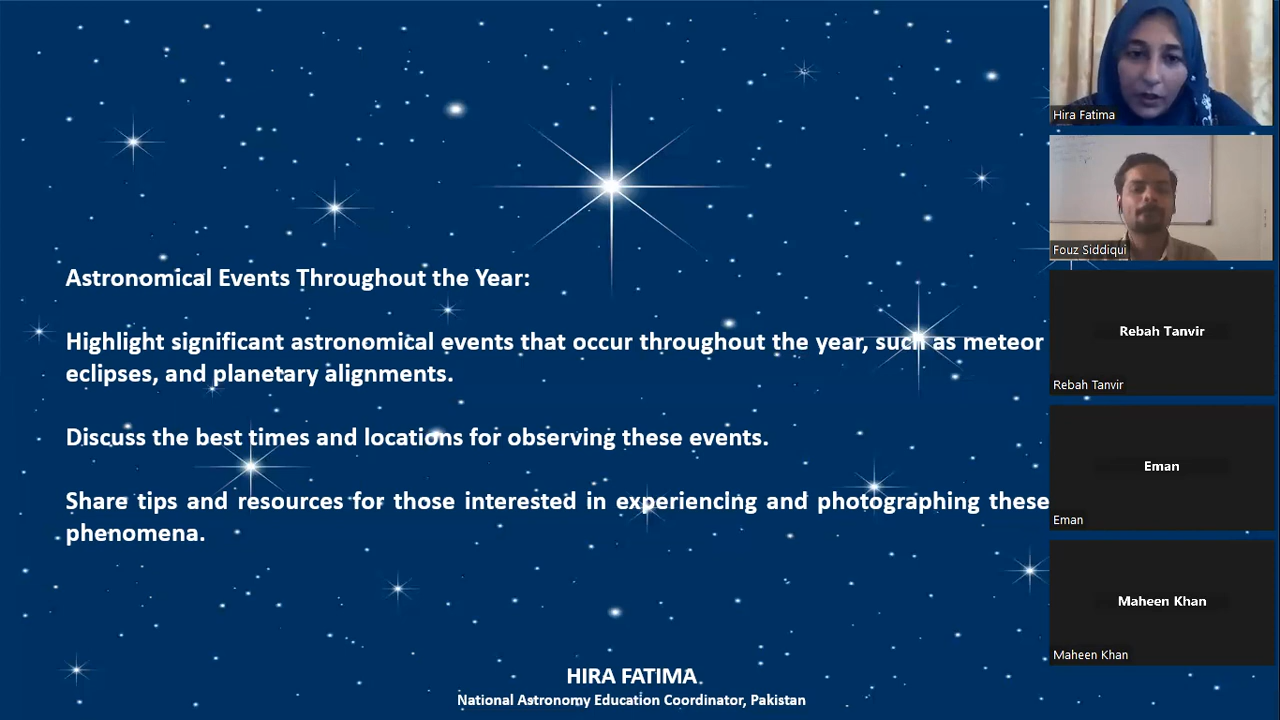 Astronomical Events Throughout the Year:
Highlight significant astronomical events that occur throughout the year, such as meteor
eclipses, and planetary alignments.
Discuss the best times and locations for observing these events.
Share tips and resources for those interested in experiencing and photographing these
phenomena.
HIRA FATIMA
National Astronomy Education Coordinator, Pakistan
Hira Fatima
Fouz Siddiqui
Rebah Tanvir
Rebah Tanvir
Eman
Eman
Maheen Khan
Maheen Khan